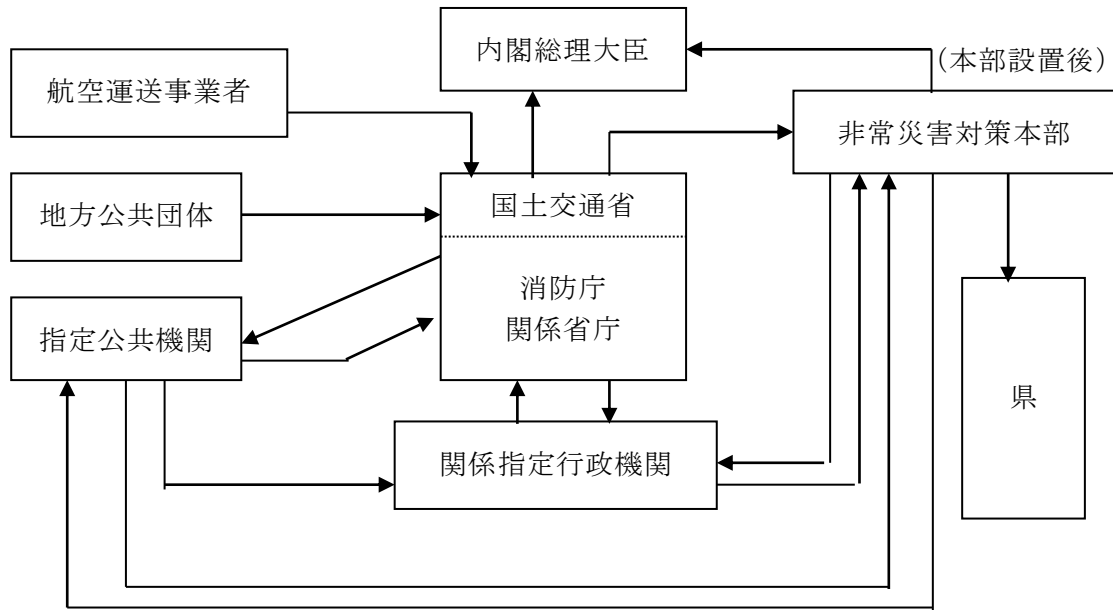 内閣総理大臣
(本部設置後)
航空運送事業者
非常災害対策本部
国土交通省
地方公共団体
消防庁
関係省庁
指定公共機関
県
関係指定行政機関